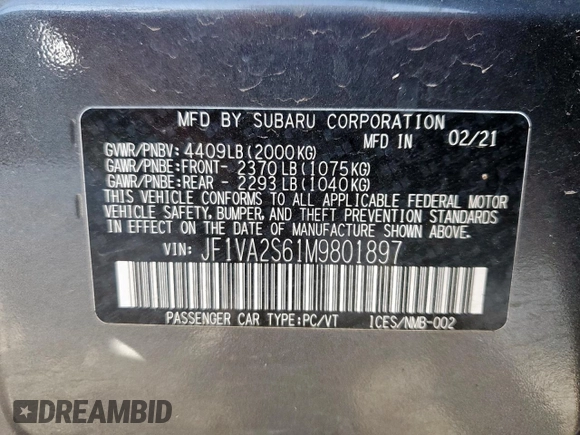 MFD BY SUBARU CORPORATION
MFD IN 02/21
GVWR/PNBV: 4409LB(2000KG)
GAWR/PNBE:FRONT- 2370LB(1075KG)
GAWR/PNBE:REAR - 2293LB(1040KG)
THIS VEHICLE CONFORMS TO ALL APPLICABLE FEDERAL MOTOR
VEHICLE SAFETY, BUMPER, AND THEFT PREVENTION STANDARDS
IN EFFECT ON THE DATE OF MANUFACTURE SHOWN ABOVE.
VIN: JF1VA2S61M9801897
PASSENGER CAR TYPE:PC/VT ICES/NMB-002
DREAMBID